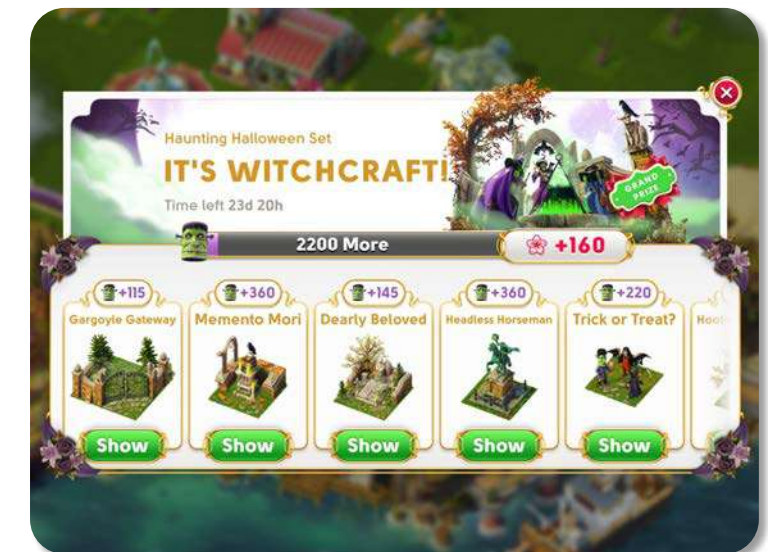 Haunting Halloween Set
IT'S WITCHCRAFT!
Time left 23d 20h
GRAND
PRIZE
2200 More
+160
+115
+360
+145
+360
+220
Gargoyle Gateway
Memento Mori
Dearly Beloved
Headless Horseman
Trick or Treat?
Show
Show
Show
Show
Show